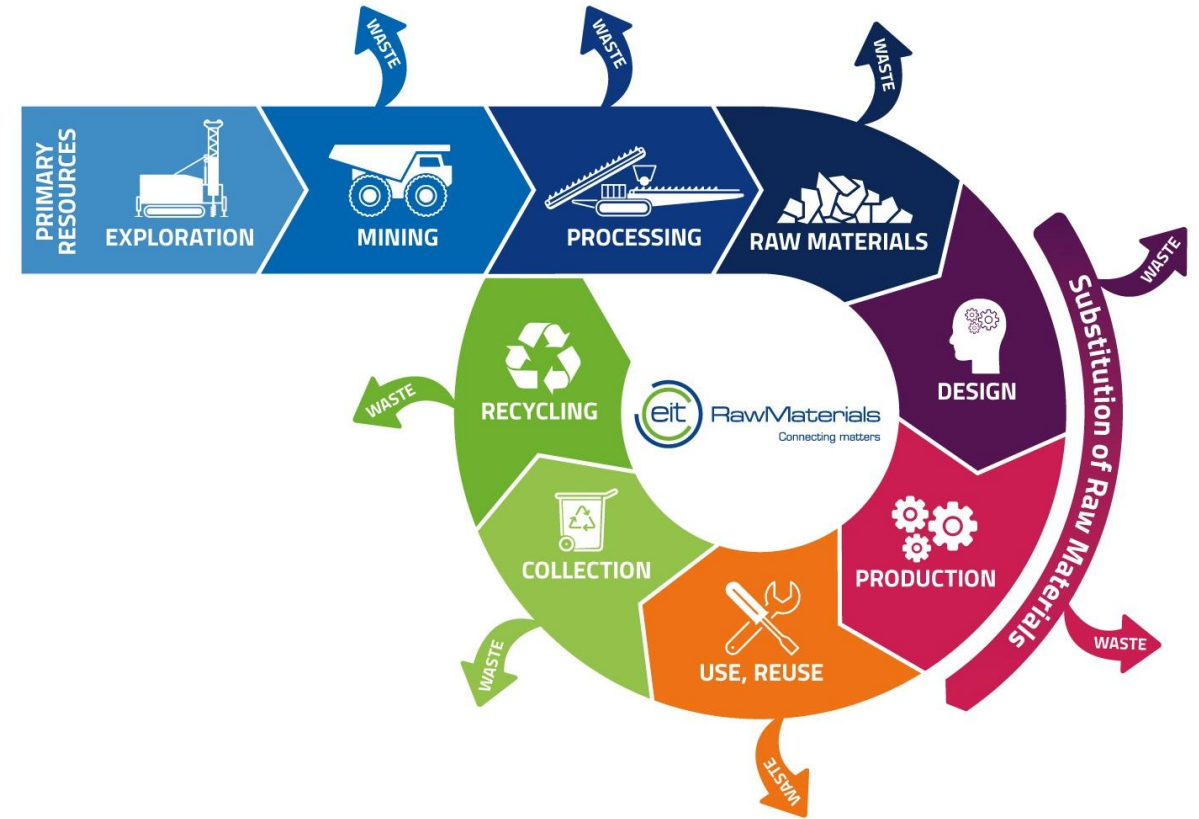 WASTE
WASTE
WASTE
PRIMARY
RESOURCES
EXPLORATION
MINING
PROCESSING
RAW MATERIALS
WASTE
Substitution of Raw Materials
DESIGN
RECYCLING
WASTE
eit RawMaterials
Connecting matters
COLLECTION
PRODUCTION
WASTE
USE, REUSE
WASTE
WASTE